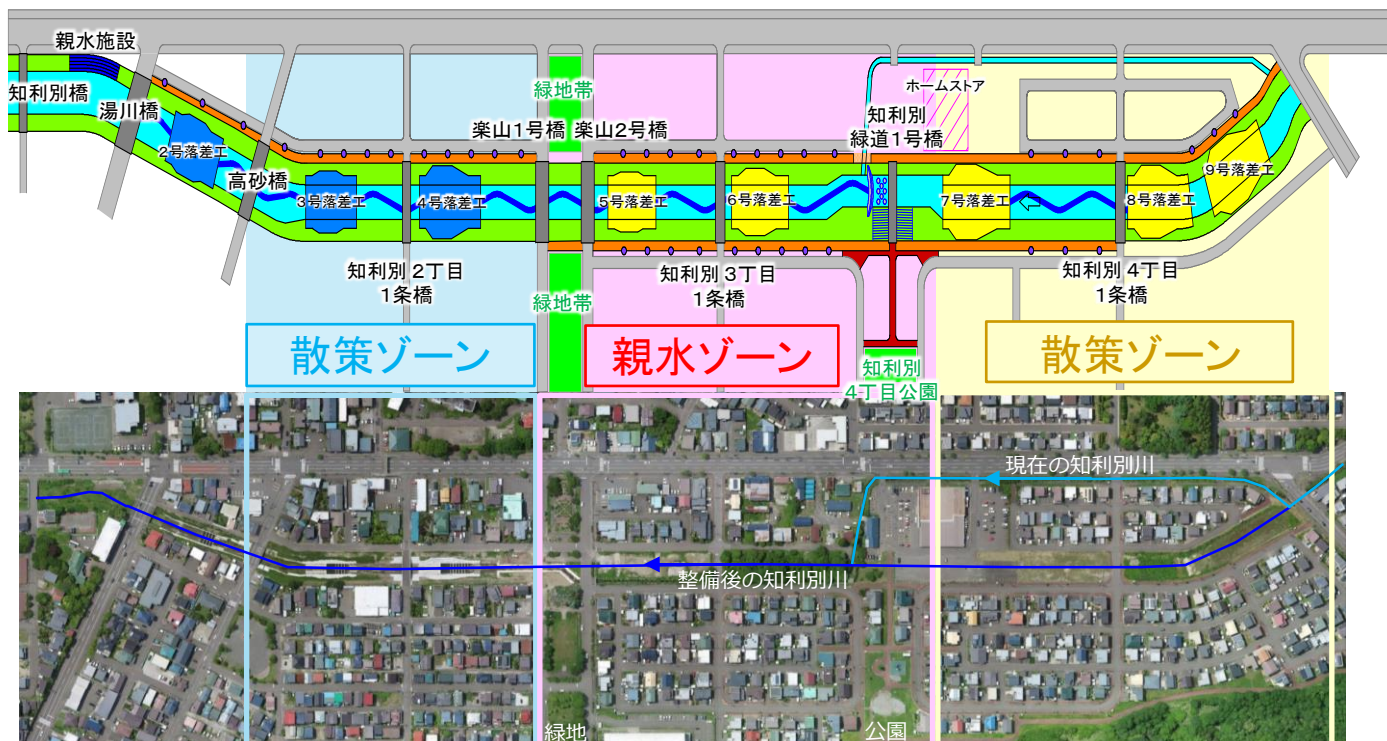 親水施設
知利別橋
湯川橋
2号落差工
高砂橋
3号落差工
4号落差工
緑地帯
楽山1号橋
楽山2号橋
5号落差工
6号落差工
知利別
緑道1号橋
ホームストア
7号落差工
8号落差工
9号落差工
知利別2丁目
1条橋
緑地帯
知利別3丁目
1条橋
知利別4丁目
1条橋
散策ゾーン
親水ゾーン
知利別
4丁目公園
散策ゾーン
現在の知利別川
整備後の知利別川
緑地
公園